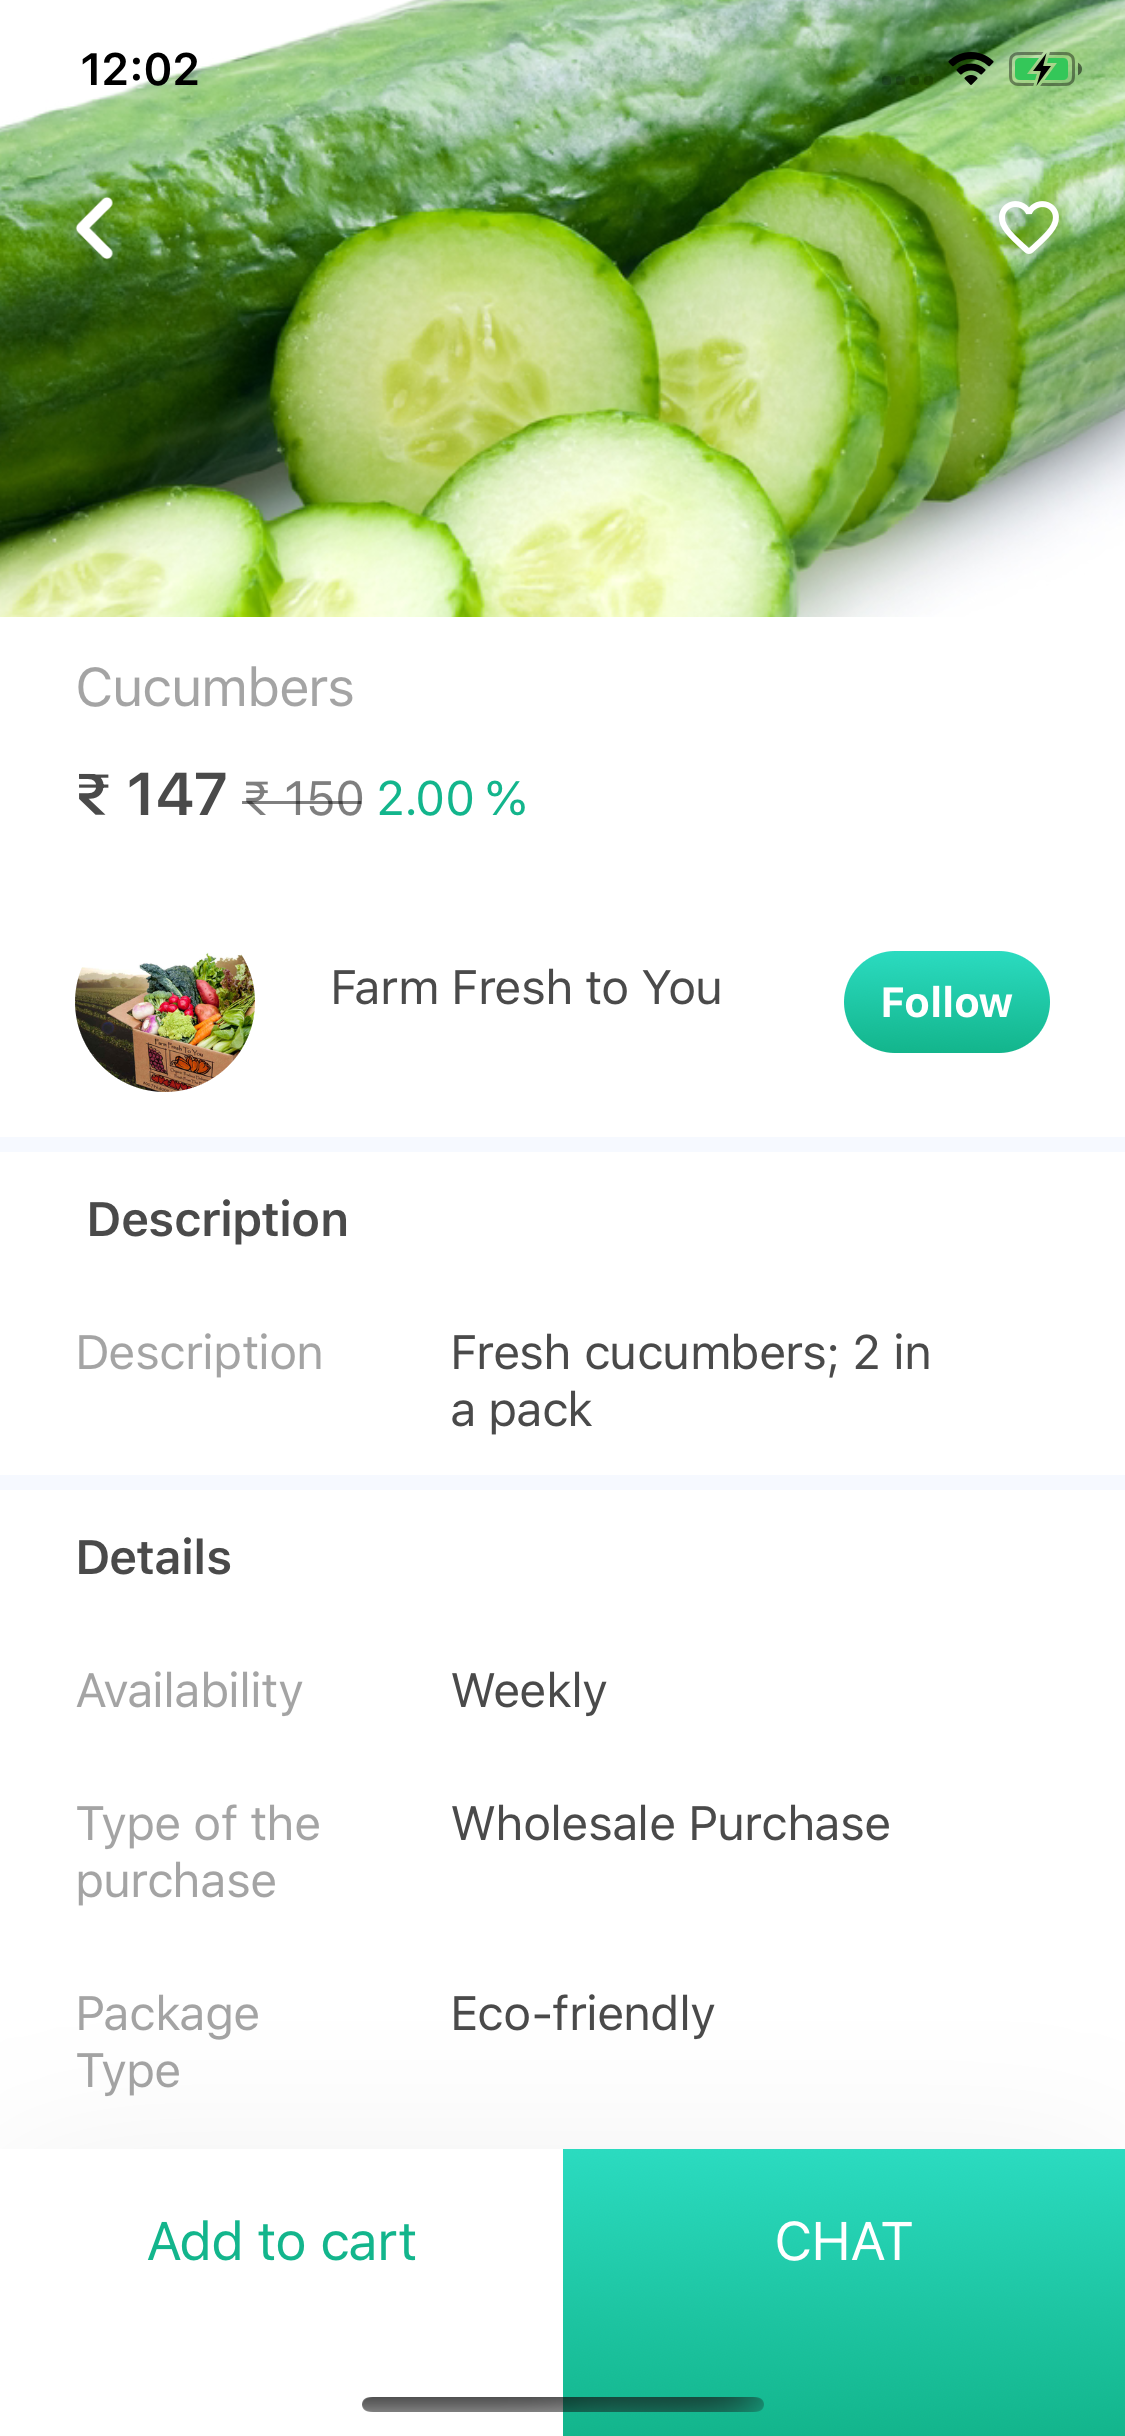 12:02
Cucumbers
₹ 147 ₹ 150 2.00 %
Farm Fresh to You
Follow
Description
Description Fresh cucumbers; 2 in
a pack
Details
Availability Weekly
Type of the Wholesale Purchase
purchase
Package Eco-friendly
Type
Add to cart CHAT